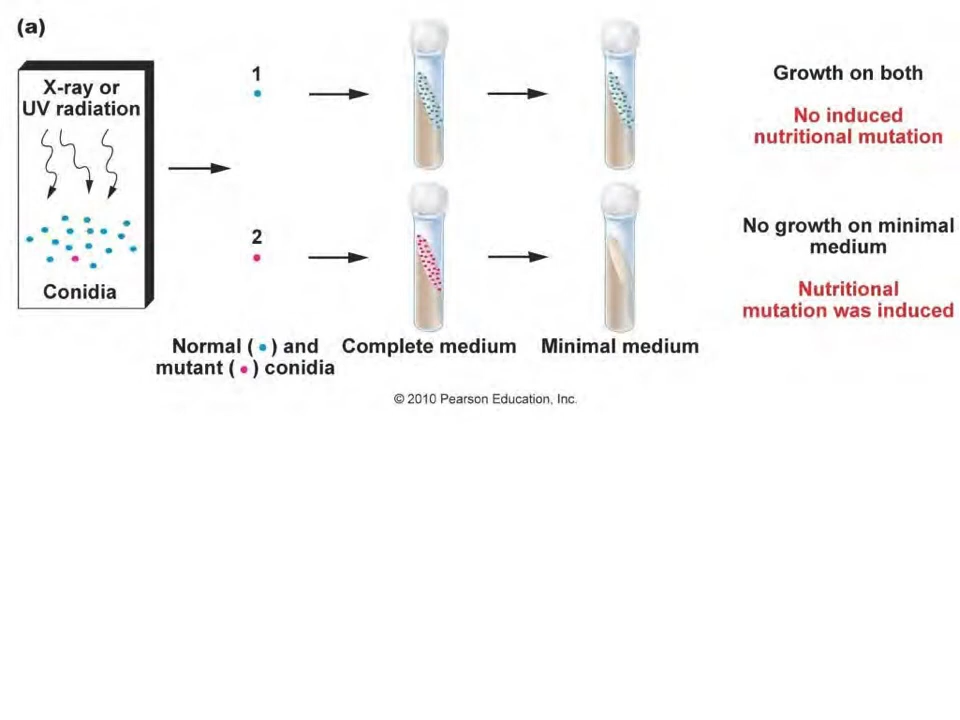 (a)
X-ray or
UV radiation
Conidia
1
Growth on both
No induced
nutritional mutation
2
No growth on minimal
medium
Nutritional
mutation was induced
Normal ( • ) and
mutant ( • ) conidia
Complete medium
Minimal medium
© 2010 Pearson Education, Inc.